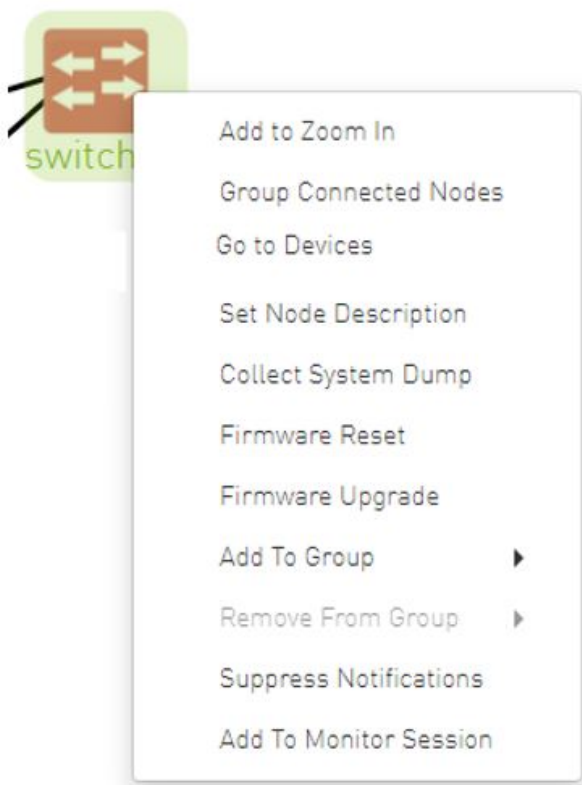 switch
Add to Zoom In
Group Connected Nodes
Go to Devices
Set Node Description
Collect System Dump
Firmware Reset
Firmware Upgrade
Add To Group
Remove From Group
Suppress Notifications
Add To Monitor Session